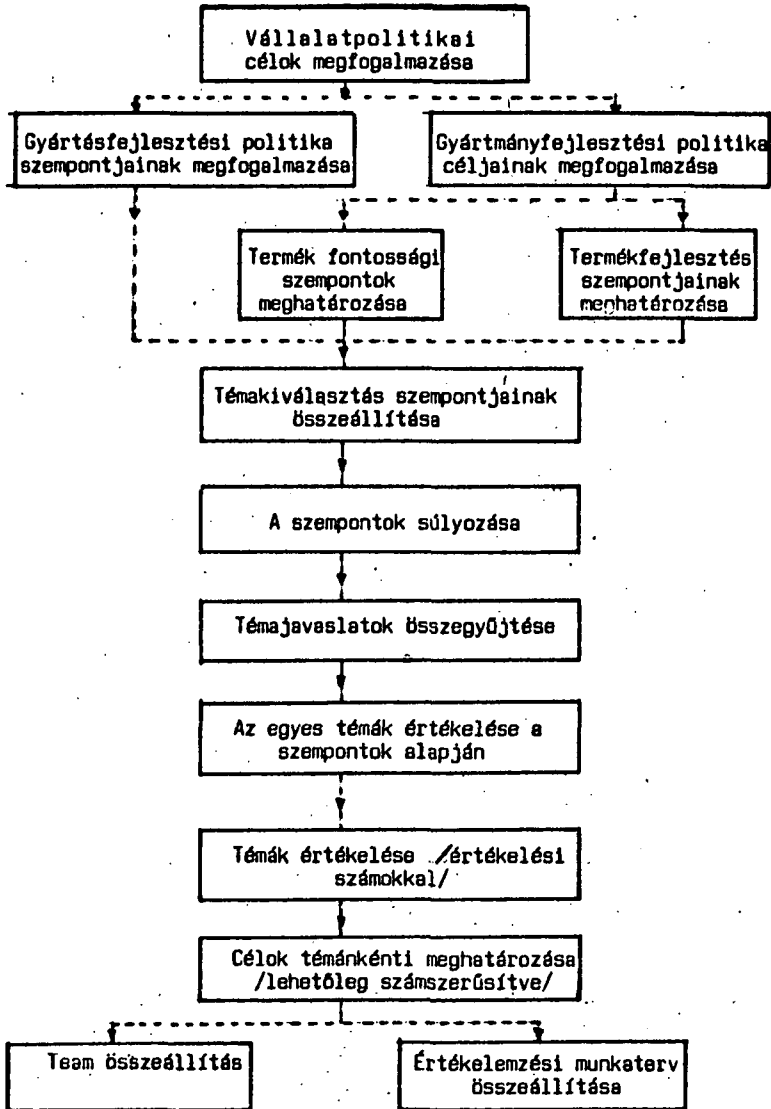 Vállalatpolitikai
célok megfogalmazása
Gyártásfejlesztési politika
szempontjainak megfogalmazása
Gyártmányfejlesztési politika
céljainak megfogalmazása
Termék fontossági
szempontok
meghatározása
Termékfejlesztés
szempontjainak
meghatározása
Témakiválasztás szempontjainak
összeállítása
A szempontok súlyozása
Témajavaslatok összegyűjtése
Az egyes témák értékelése a
szempontok alapján
Témák értékelése /értékelési
számokkal/
Célok témánkénti meghatározása
/lehetőleg számszerűsítve/
Team összeállítás
Értékelemzési munkaterv
összeállítása